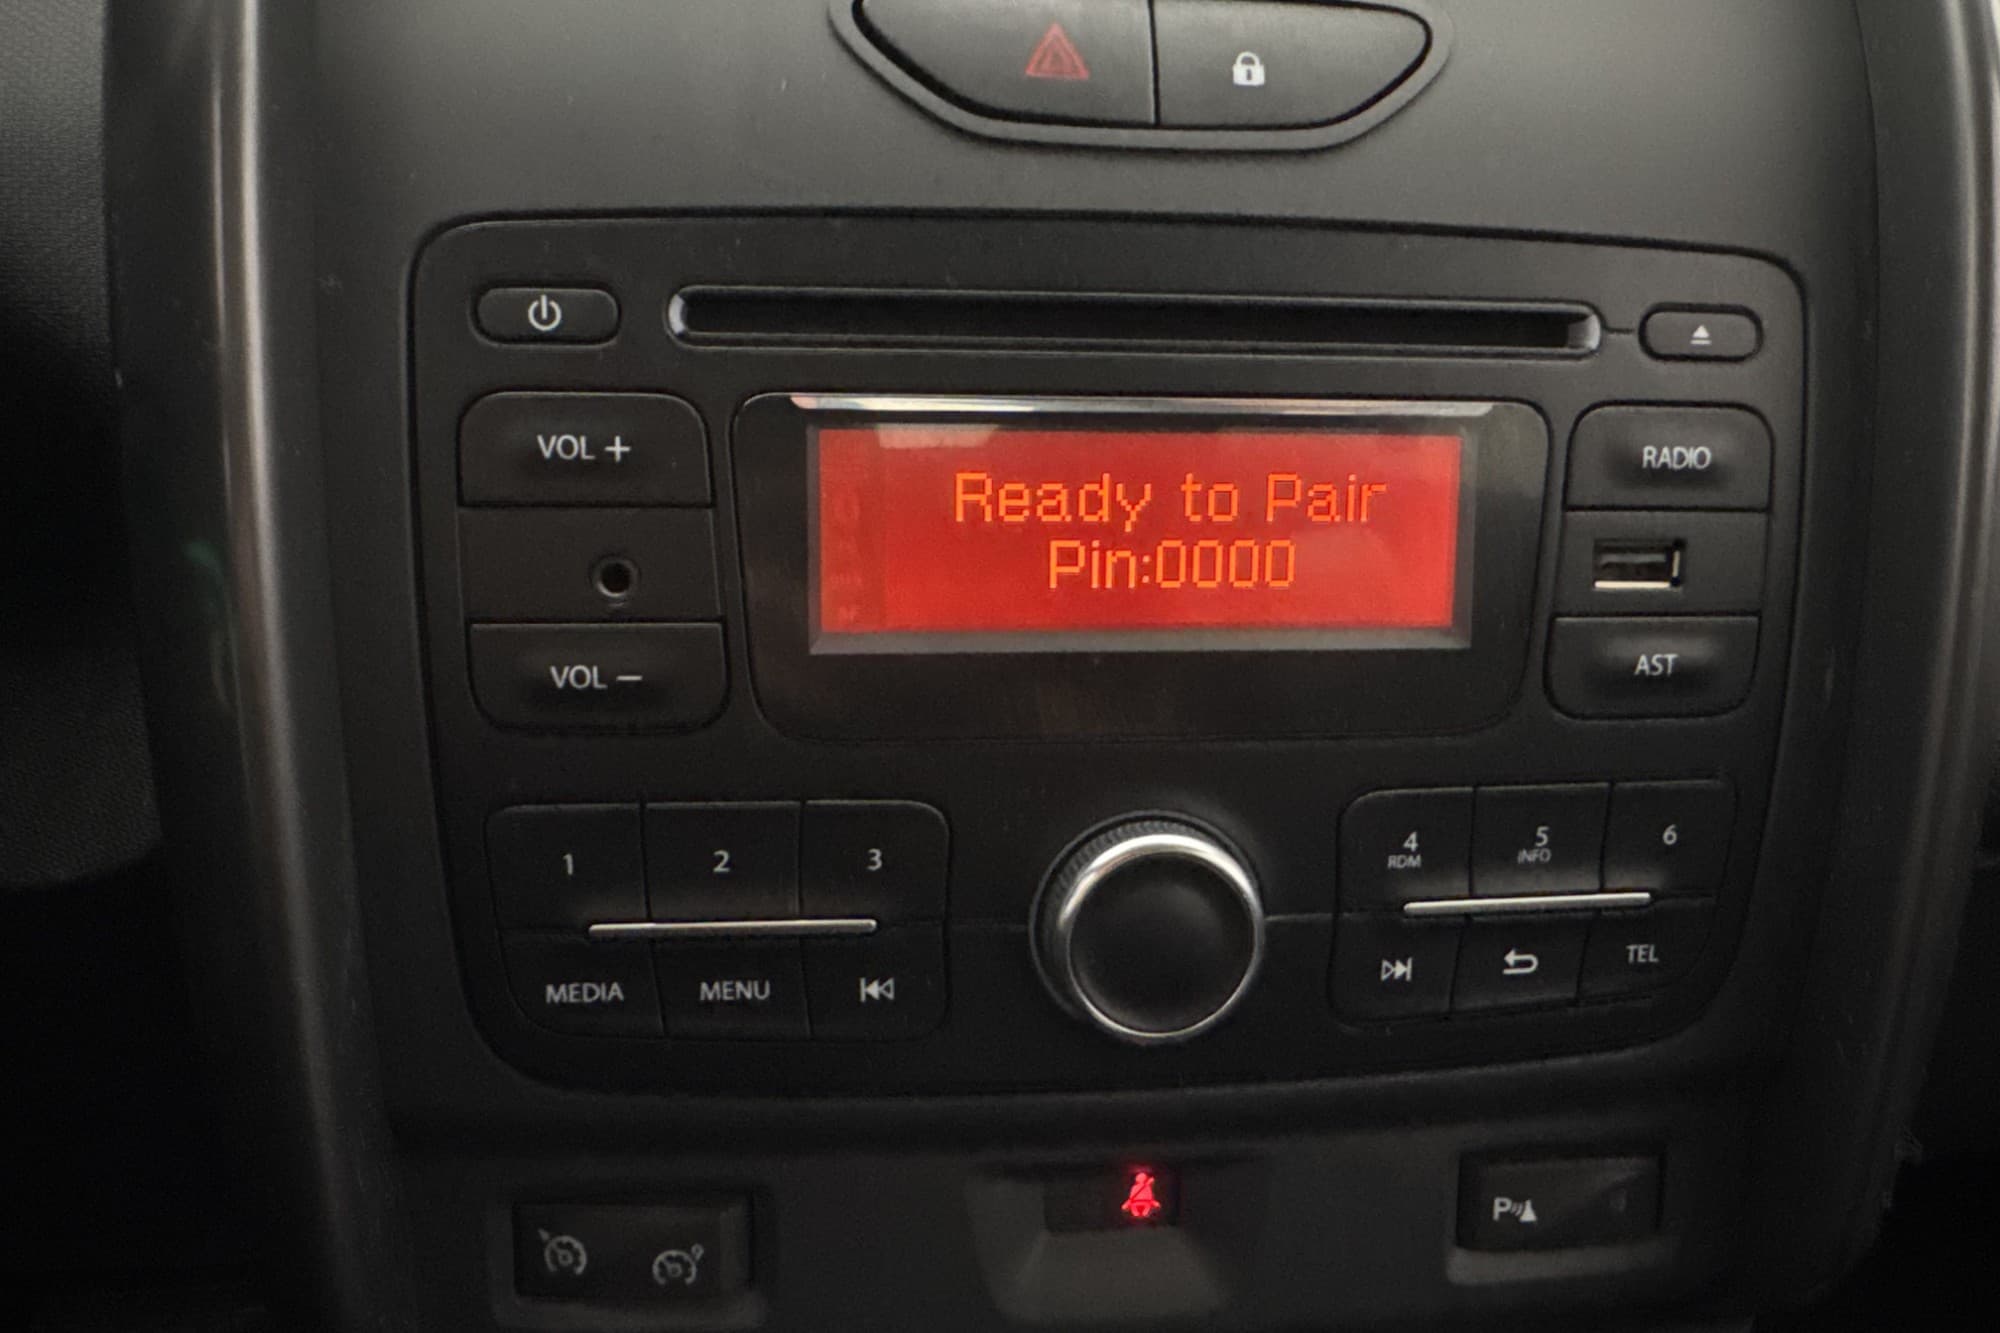 VOL +
VOL −
Ready to Pair
Pin:0000
RADIO
AST
1 2 3
MEDIA MENU
4 5 6
RDM INFO
TEL
P